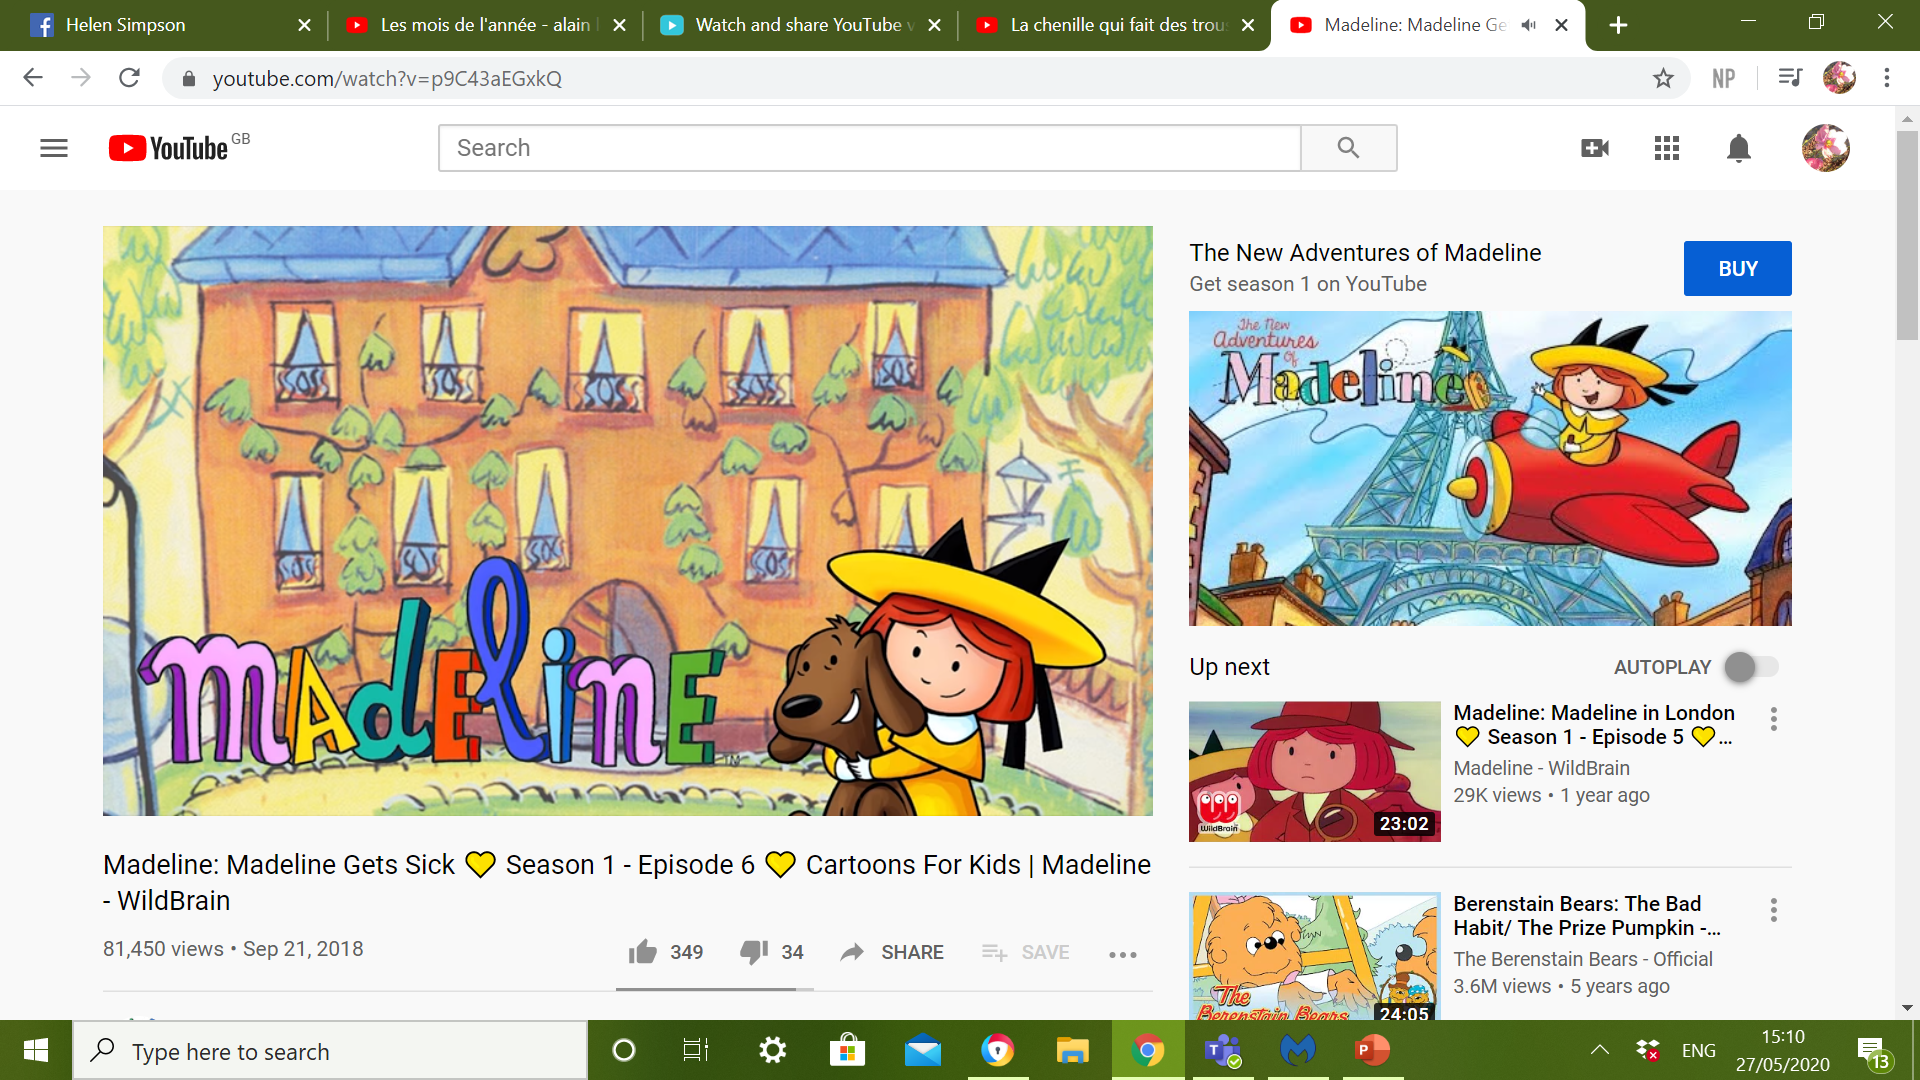 Helen Simpson
Les mois de l'année - alain
Watch and share YouTube v
La chenille qui fait des trous
Madeline: Madeline Ge
youtube.com/watch?v=p9C43aEGxkQ
NP
YouTube GB
Search
MADELINE TM
The New Adventures of Madeline
Get season 1 on YouTube
BUY
The New
Adventures
of
Madeline
Up next
AUTOPLAY
Madeline: Madeline in London
💛 Season 1 - Episode 5 💛...
Madeline - WildBrain
29K views • 1 year ago
WildBrain
23:02
Madeline: Madeline Gets Sick 💛 Season 1 - Episode 6 💛 Cartoons For Kids | Madeline
- WildBrain
81,450 views • Sep 21, 2018
349
34
SHARE
SAVE
Berenstain Bears: The Bad
Habit/ The Prize Pumpkin -...
The Berenstain Bears - Official
3.6M views • 5 years ago
The
Berenstain Bears
24:05
Type here to search
ENG
15:10
27/05/2020
13